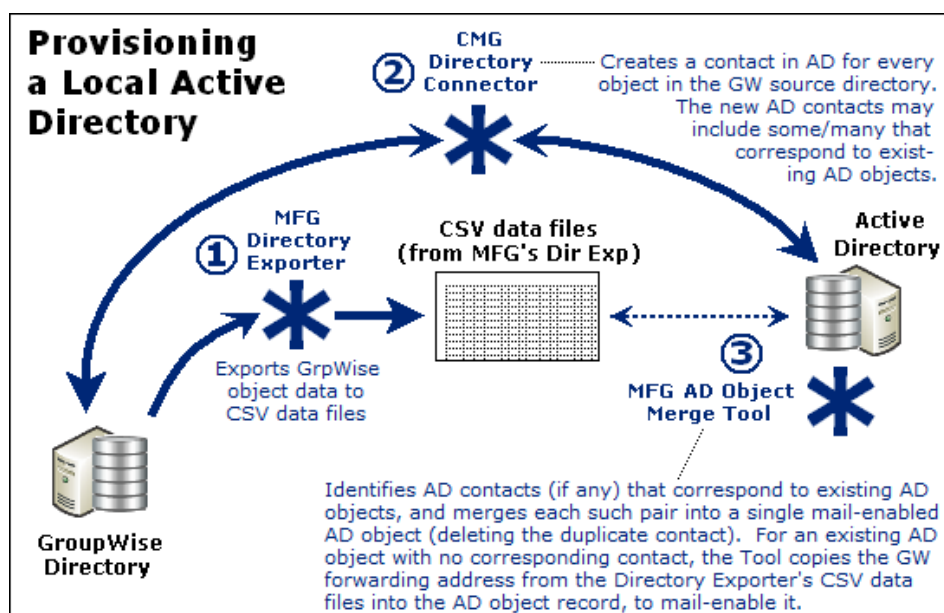 Provisioning
a Local Active
Directory
② CMG
Directory
Connector
Creates a contact in AD for every
object in the GW source directory.
The new AD contacts may
include some/many that
correspond to exist-
ing AD objects.
① MFG
Directory
Exporter
Exports GrpWise
object data to
CSV data files
CSV data files
(from MFG's Dir Exp)
Active
Directory
③
MFG AD Object
Merge Tool
GroupWise
Directory
Identifies AD contacts (if any) that correspond to existing AD
objects, and merges each such pair into a single mail-enabled
AD object (deleting the duplicate contact).  For an existing AD
object with no corresponding contact, the Tool copies the GW
forwarding address from the Directory Exporter's CSV data
files into the AD object record, to mail-enable it.